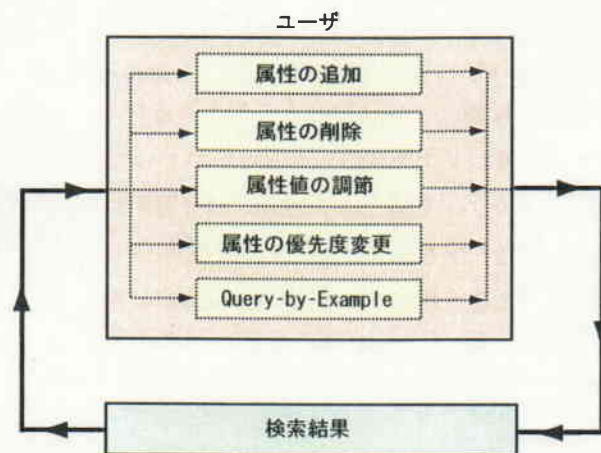 ユーザ
属性の追加
属性の削除
属性値の調節
属性の優先度変更
Query-by-Example
検索結果